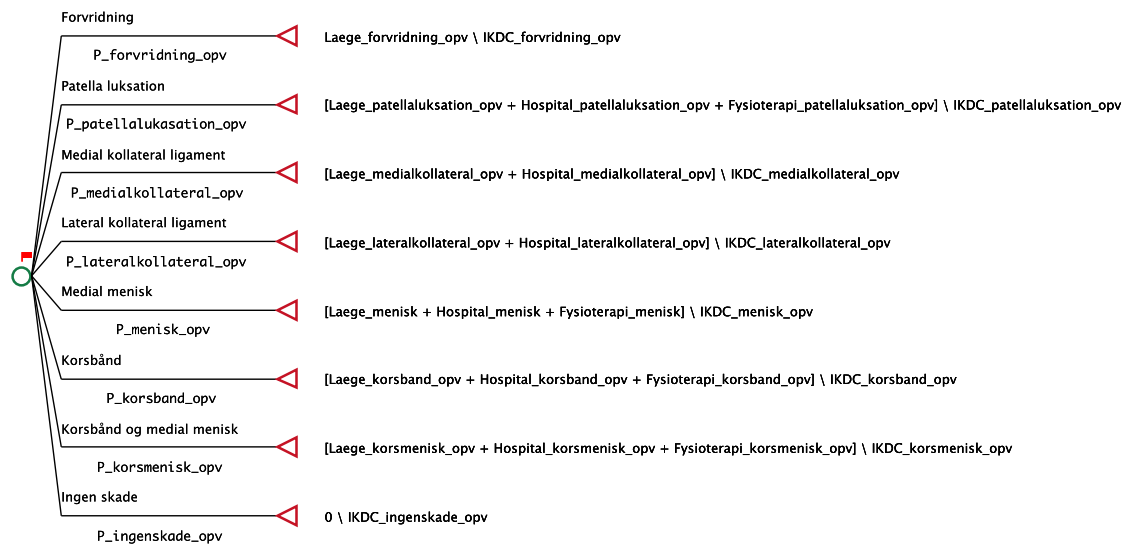 Forvridning
Laege_forvridning_opv \ IKDC_forvridning_opv
P_forvridning_opv
Patella luksation
[Laege_patellaluksation_opv + Hospital_patellaluksation_opv + Fysioterapi_patellaluksation_opv] \ IKDC_patellaluksation_opv
P_patellalukasation_opv
Medial kollateral ligament
[Laege_medialkollateral_opv + Hospital_medialkollateral_opv] \ IKDC_medialkollateral_opv
P_medialkollateral_opv
Lateral kollateral ligament
[Laege_lateralkollateral_opv + Hospital_lateralkollateral_opv] \ IKDC_lateralkollateral_opv
P_lateralkollateral_opv
Medial menisk
[Laege_menisk + Hospital_menisk + Fysioterapi_menisk] \ IKDC_menisk_opv
P_menisk_opv
Korsbånd
[Laege_korsband_opv + Hospital_korsband_opv + Fysioterapi_korsband_opv] \ IKDC_korsband_opv
P_korsband_opv
Korsbånd og medial menisk
[Laege_korsmenisk_opv + Hospital_korsmenisk_opv + Fysioterapi_korsmenisk_opv] \ IKDC_korsmenisk_opv
P_korsmenisk_opv
Ingen skade
0 \ IKDC_ingenskade_opv
P_ingenskade_opv